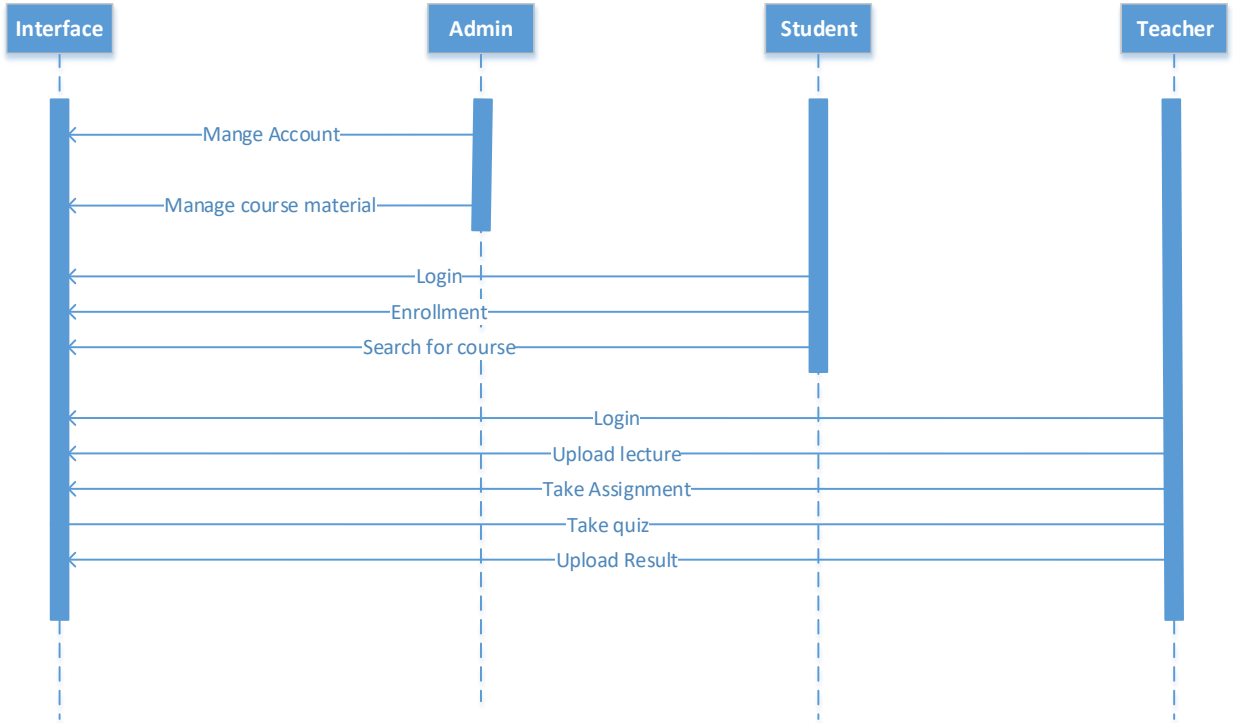 Interface
Admin
Student
Teacher
Mange Account
Manage course material
Login
Enrollment
Search for course
Login
Upload lecture
Take Assignment
Take quiz
Upload Result